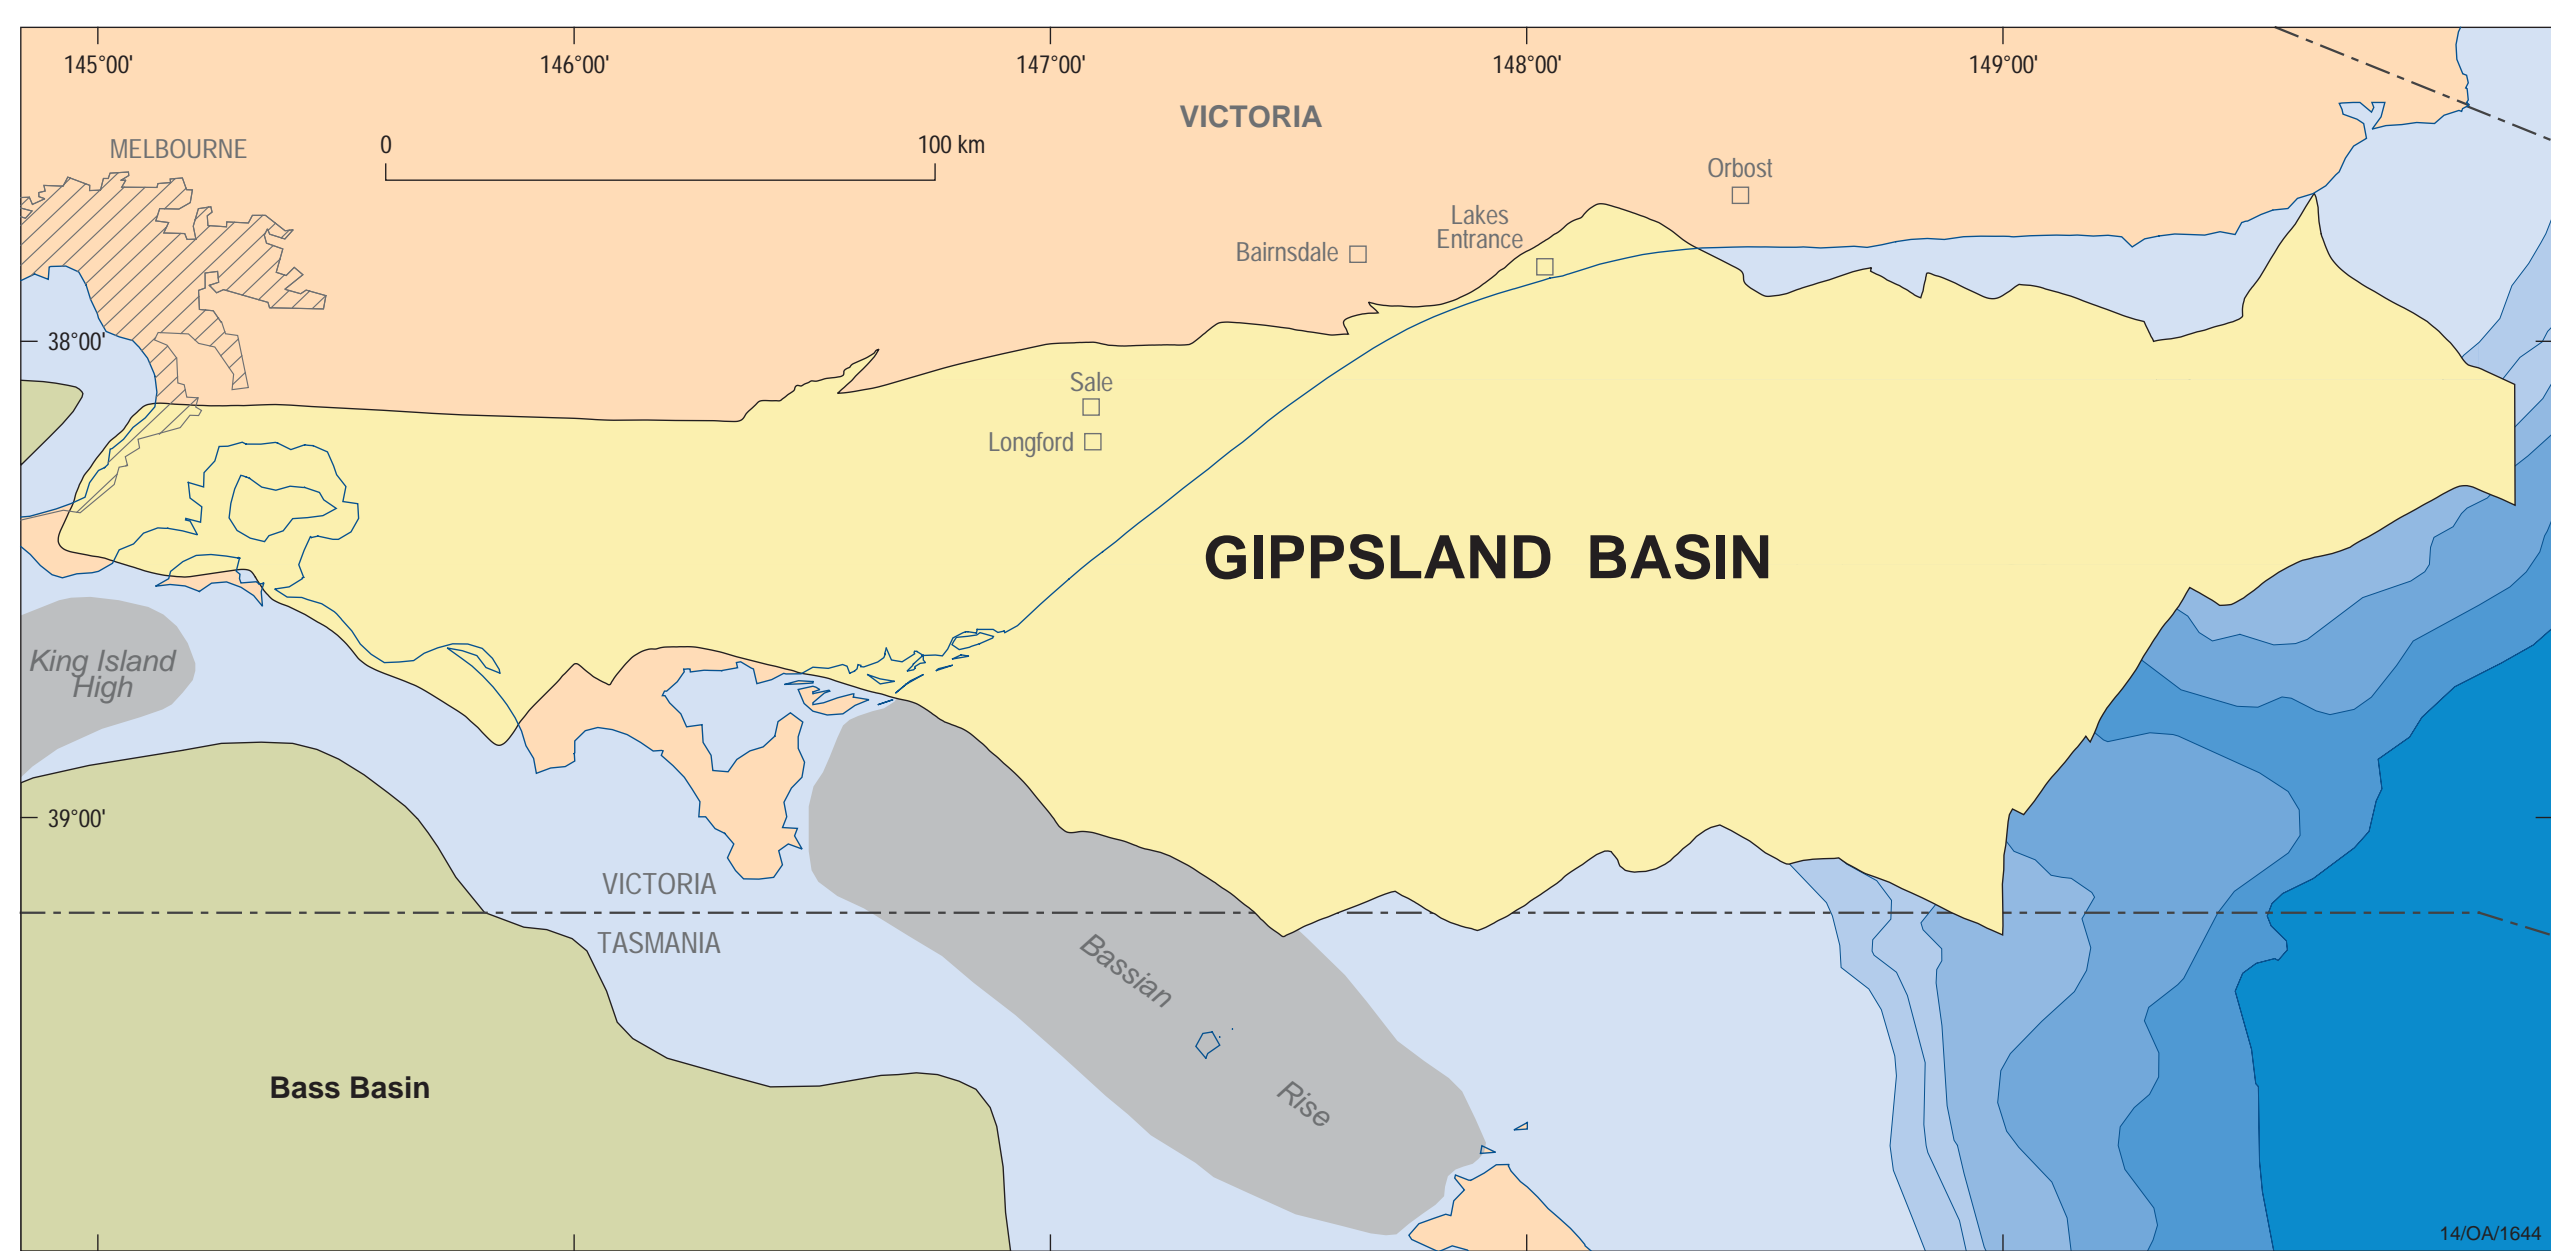 145°00' 146°00' 147°00' 148°00' 149°00'
VICTORIA
MELBOURNE
0 100 km
Orbost
Lakes
Entrance
Bairnsdale
38°00'
Sale
Longford
GIPPSLAND BASIN
King Island
High
39°00'
VICTORIA
TASMANIA
Bassian
Rise
Bass Basin
14/OA/1644